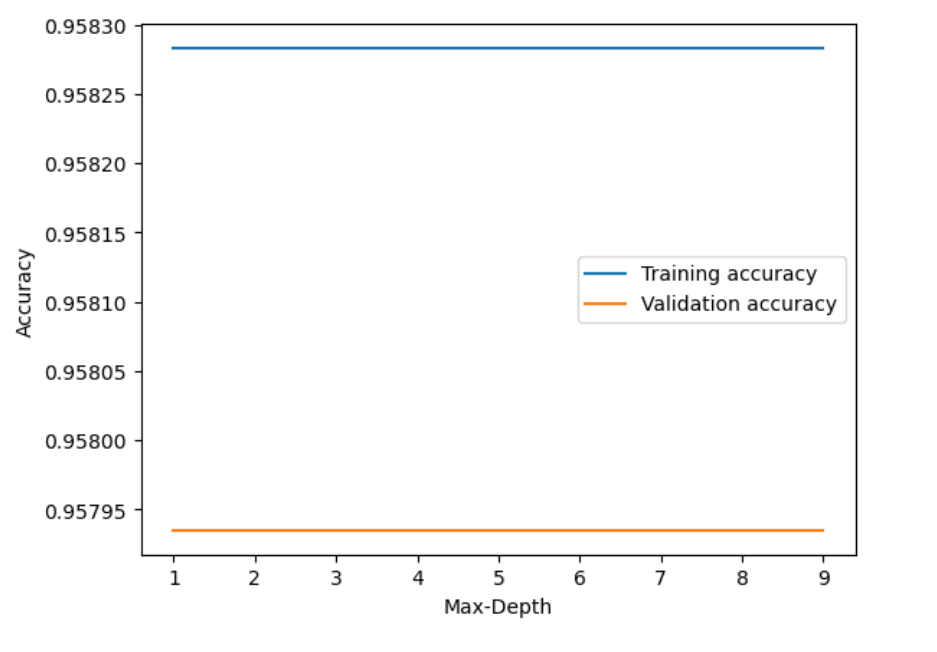 0.95830
0.95825
0.95820
0.95815
0.95810
0.95805
0.95800
0.95795
Accuracy
Training accuracy
Validation accuracy
1 2 3 4 5 6 7 8 9
Max-Depth